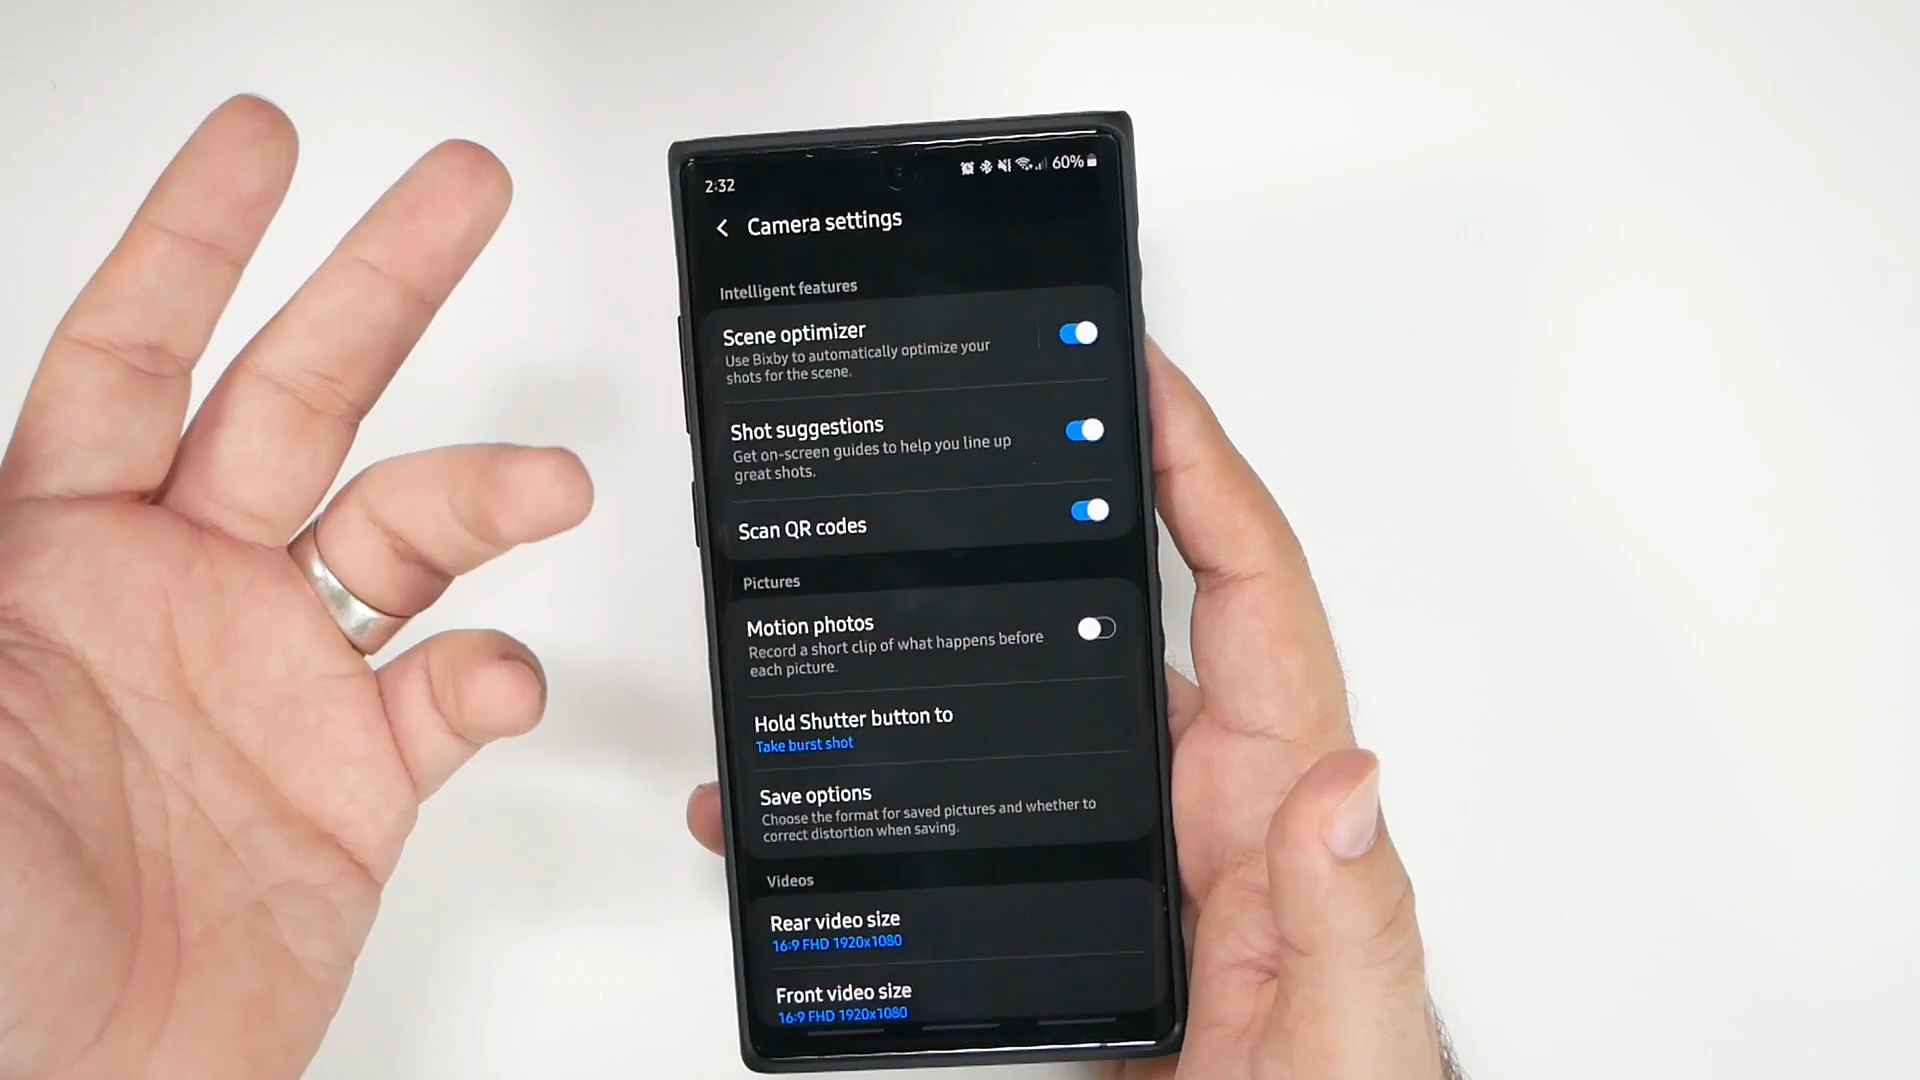 2:32
60%
Camera settings
Intelligent features
Scene optimizer
Use Bixby to automatically optimize your
shots for the scene.
Shot suggestions
Get on-screen guides to help you line up
great shots.
Scan QR codes
Pictures
Motion photos
Record a short clip of what happens before
each picture.
Hold Shutter button to
Take burst shot
Save options
Choose the format for saved pictures and whether to
correct distortion when saving.
Videos
Rear video size
16:9 FHD 1920x1080
Front video size
16:9 FHD 1920x1080